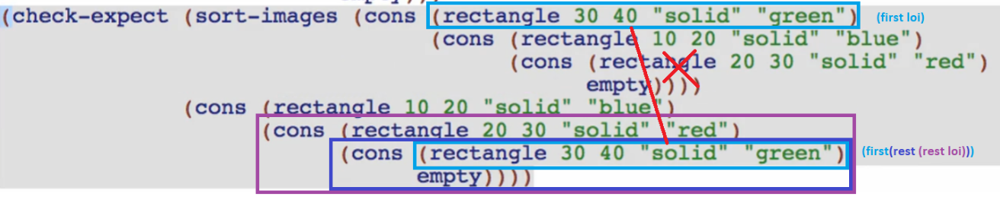 empty))))
(check-expect (sort-images (cons (rectangle 30 40 "solid" "green") (first loi)
(cons (rectangle 10 20 "solid" "blue")
(cons (rectangle 20 30 "solid" "red")
empty))))
(cons (rectangle 10 20 "solid" "blue")
(cons (rectangle 20 30 "solid" "red")
(cons (rectangle 30 40 "solid" "green") (first(rest (rest loi)))
empty))))